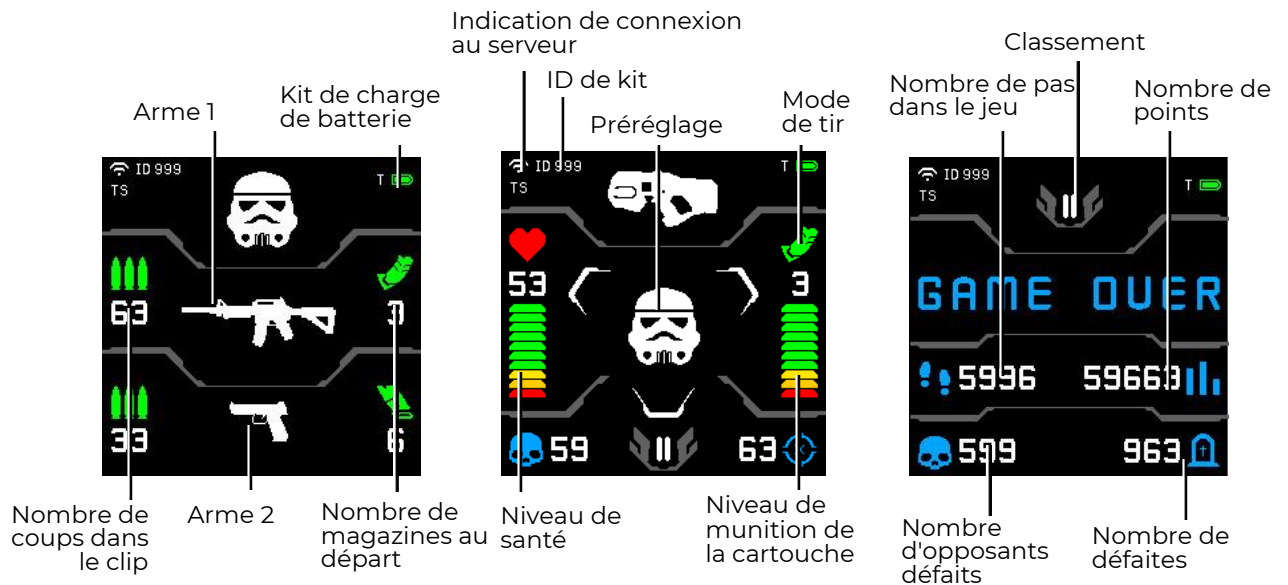 Indication de connexion
au serveur
Classement
ID de kit
Nombre de pas
dans le jeu
Nombre de
points
Kit de charge
de batterie
Mode
de tir
Arme 1
Préréglage
ID 999
TS
T
63
3
33
6
ID 999
TS
T
53
3
59
63
ID 999
TS
T
GAME OVER
5996
59663
599
963
Nombre de
coups dans
le clip
Arme 2
Nombre de
magazines au
départ
Niveau de
santé
Niveau de
munition de
la cartouche
Nombre
d'opposants
défaits
Nombre de
défaites